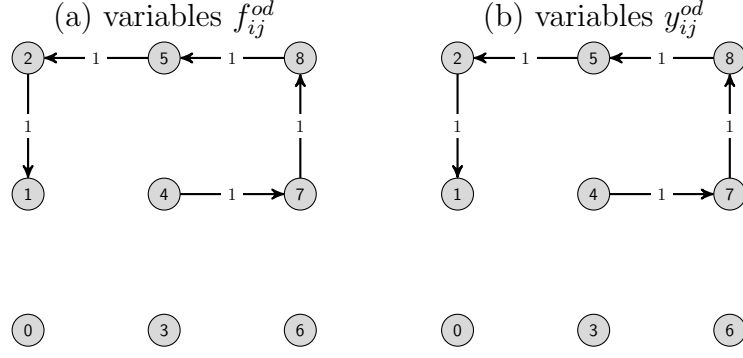 (a) variables $f_{ij}^{od}$ (b) variables $y_{ij}^{od}$
2 1 5 1 8 2 1 5 1 8
1 1 1 1
1 4 1 7 1 4 1 7
0 3 6 0 3 6